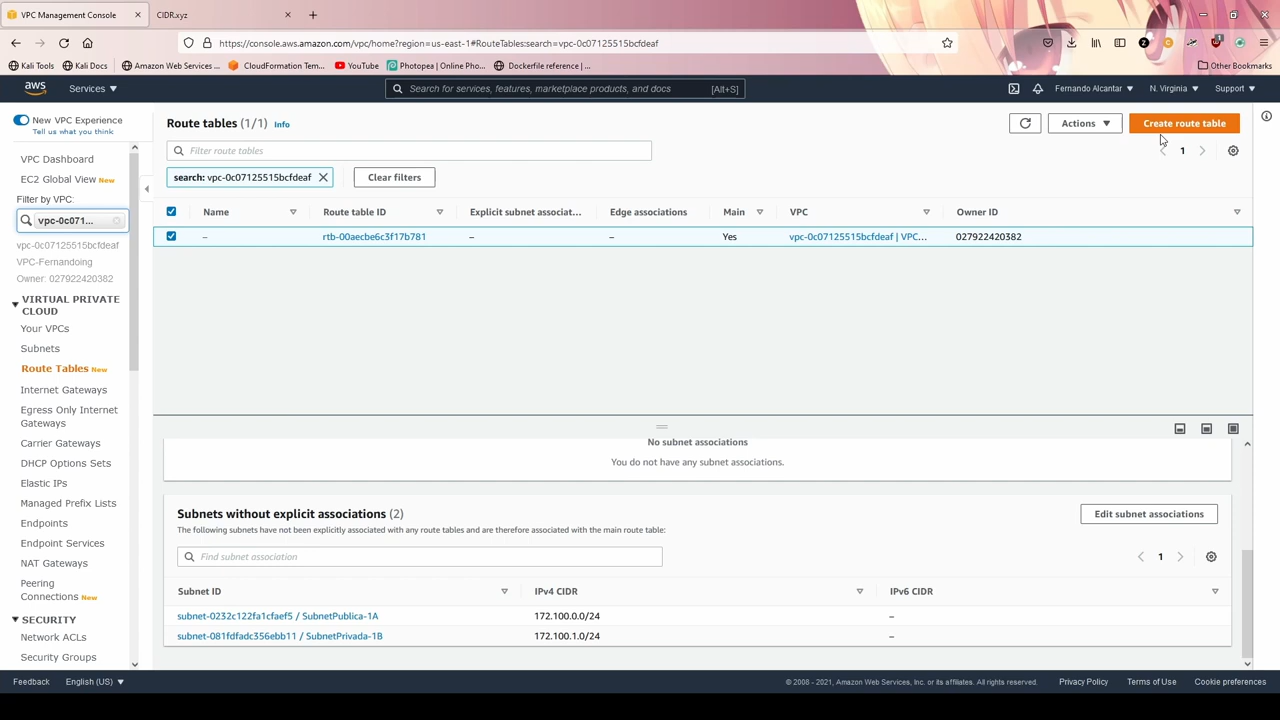 VPC Management Console
CIDR.xyz
https://console.aws.amazon.com/vpc/home?region=us-east-1#RouteTables:search=vpc-0c07125515bcfdeaf
Kali Tools
Kali Docs
Amazon Web Services ...
CloudFormation Tem...
YouTube
Photopea | Online Pho...
Dockerfile reference | ...
Other Bookmarks
aws
Services
Search for services, features, marketplace products, and docs
[Alt+S]
Fernando Alcantar
N. Virginia
Support
New VPC Experience
Tell us what you think
VPC Dashboard
EC2 Global View New
Filter by VPC:
vpc-0c071...
vpc-0c07125515bcfdeaf
VPC-Fernandoing
Owner: 027922420382
VIRTUAL PRIVATE
CLOUD
Your VPCs
Subnets
Route Tables New
Internet Gateways
Egress Only Internet
Gateways
Carrier Gateways
DHCP Options Sets
Elastic IPs
Managed Prefix Lists
Endpoints
Endpoint Services
NAT Gateways
Peering
Connections New
SECURITY
Network ACLs
Security Groups
Route tables (1/1) Info
Actions
Create route table
Filter route tables
1
search: vpc-0c07125515bcfdeaf
Clear filters
Name
Route table ID
Explicit subnet associat...
Edge associations
Main
VPC
Owner ID
–
rtb-00aecbe6c3f17b781
–
–
Yes
vpc-0c07125515bcfdeaf | VPC...
027922420382
No subnet associations
You do not have any subnet associations.
Subnets without explicit associations (2)
Edit subnet associations
The following subnets have not been explicitly associated with any route tables and are therefore associated with the main route table:
Find subnet association
1
Subnet ID
IPv4 CIDR
IPv6 CIDR
subnet-0232c122fa1cfaef5 / SubnetPublica-1A
172.100.0.0/24
–
subnet-081fdfadc356ebb11 / SubnetPrivada-1B
172.100.1.0/24
–
Feedback
English (US)
© 2008 - 2021, Amazon Web Services, Inc. or its affiliates. All rights reserved.
Privacy Policy
Terms of Use
Cookie preferences